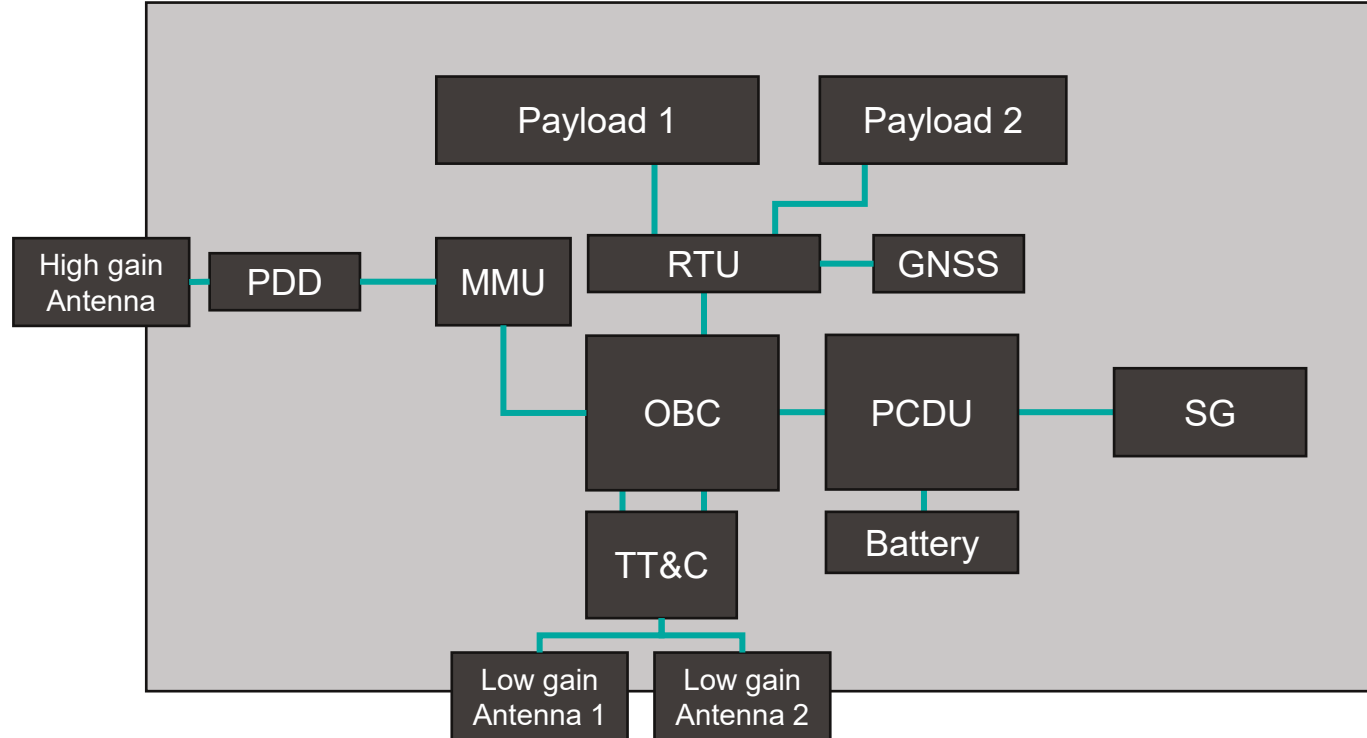 Payload 1
Payload 2
High gain
Antenna
PDD
MMU
RTU
GNSS
OBC
PCDU
SG
TT&C
Battery
Low gain
Antenna 1
Low gain
Antenna 2